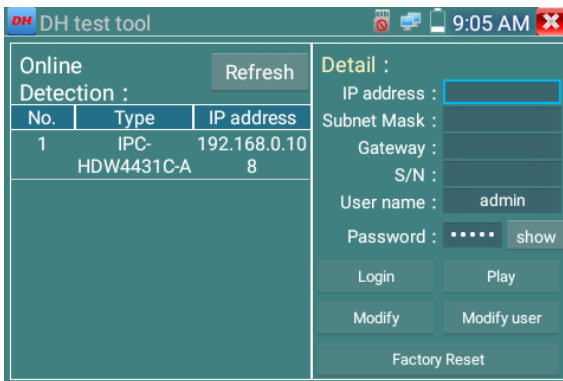 DH DH test tool 9:05 AM
Online
Detection :
Refresh
No. Type IP address
1 IPC- 192.168.0.10
HDW4431C-A 8
Detail :
IP address :
Subnet Mask :
Gateway :
S/N :
User name : admin
Password : ••••• show
Login Play
Modify Modify user
Factory Reset